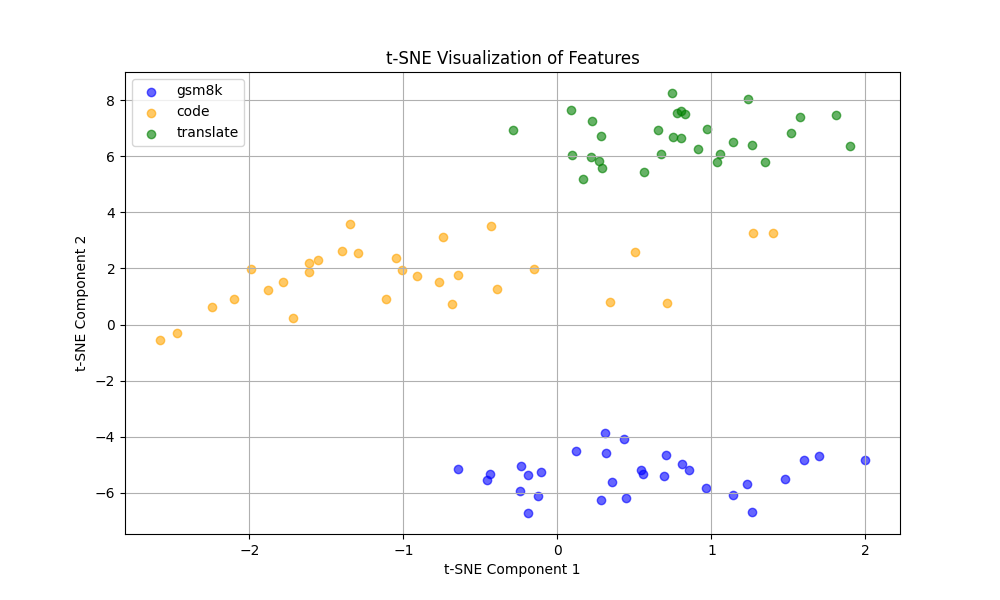 t-SNE Visualization of Features
gsm8k
code
translate
8
6
4
2
0
−2
−4
−6
t-SNE Component 2
−2
−1
0
1
2
t-SNE Component 1